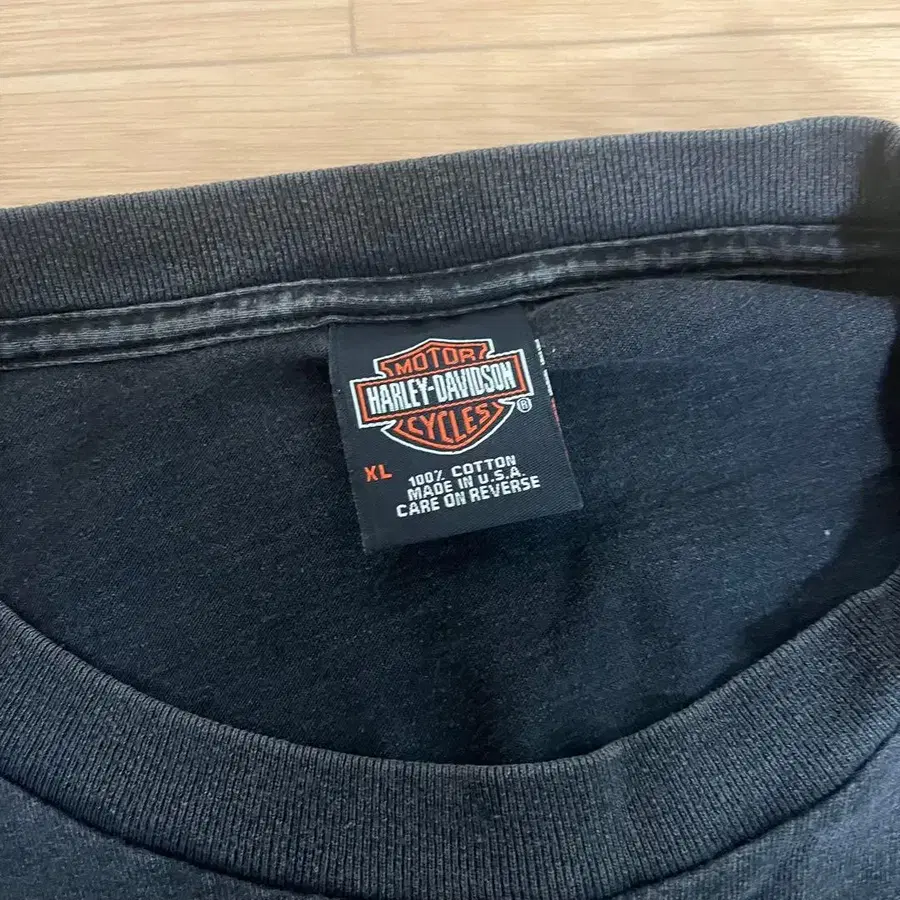 MOTOR
HARLEY-DAVIDSON
CYCLES
®
XL
100% COTTON
MADE IN U.S.A.
CARE ON REVERSE